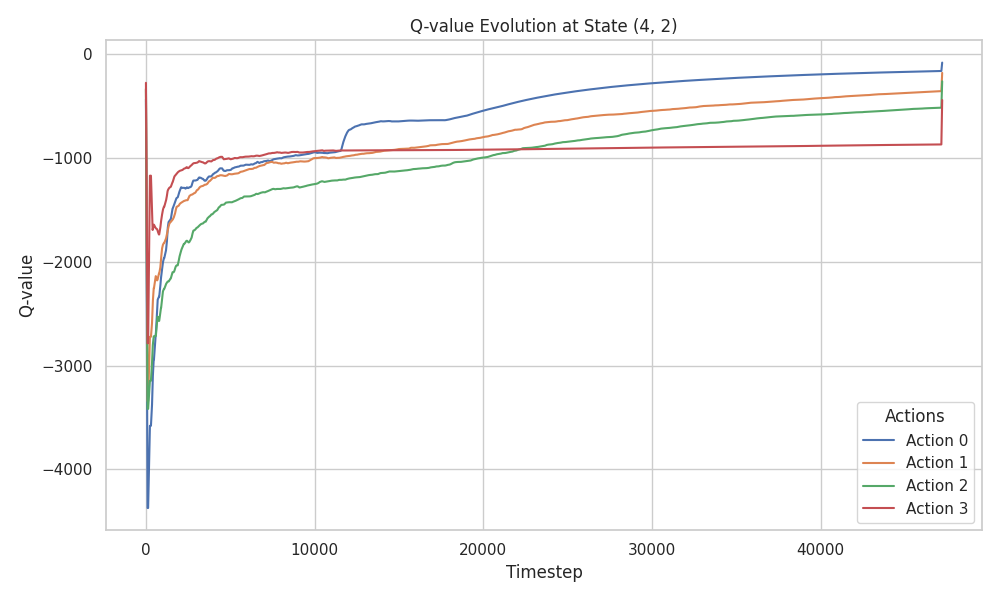 Q-value Evolution at State (4, 2)
0
−1000
−2000
−3000
−4000
Q-value
0
10000
20000
30000
40000
Timestep
Actions
Action 0
Action 1
Action 2
Action 3